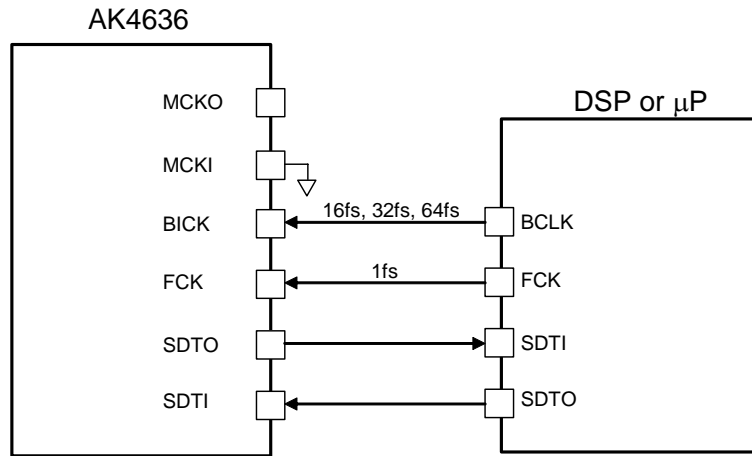 AK4636
DSP or μP
MCKO
MCKI
BICK
16fs, 32fs, 64fs
BCLK
FCK
1fs
FCK
SDTO
SDTI
SDTI
SDTO